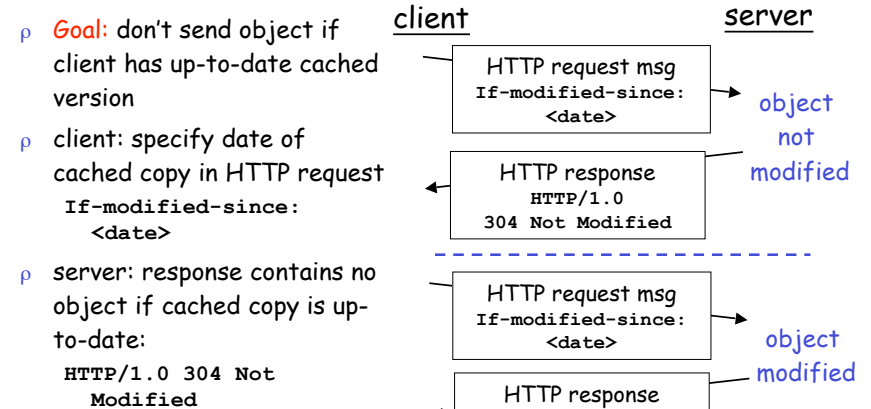 ρ Goal: don't send object if
client has up-to-date cached
version
ρ client: specify date of
cached copy in HTTP request
If-modified-since:
<date>
ρ server: response contains no
object if cached copy is up-
to-date:
HTTP/1.0 304 Not
Modified
client
server
HTTP request msg
If-modified-since:
<date>
object
not
modified
HTTP response
HTTP/1.0
304 Not Modified
HTTP request msg
If-modified-since:
<date>
object
modified
HTTP response